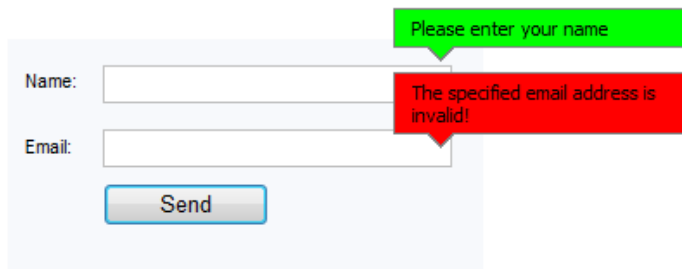 Please enter your name
Name:
The specified email address is
invalid!
Email:
Send